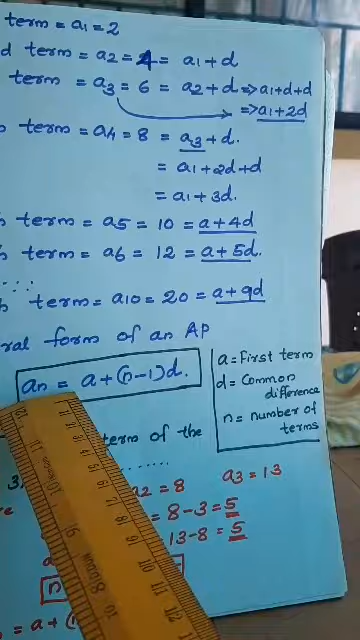 term = a1 = 2
d term = a2 = 4 = a1 + d
term = a3 = 6 = a2 + d ⇒ a1 + d + d
⇒ a1 + 2d
term = a4 = 8 = a3 + d.
= a1 + 2d + d
= a1 + 3d.
term = a5 = 10 = a + 4d
term = a6 = 12 = a + 5d.
term = a10 = 20 = a + 9d
ral form of an AP
an = a + (n-1)d.
a = First term
d = Common
difference
n = number of
terms
term of the
3, ........
a2 = 8 a3 = 13
= 8 - 3 = 5
13 - 8 = 5
= a + (